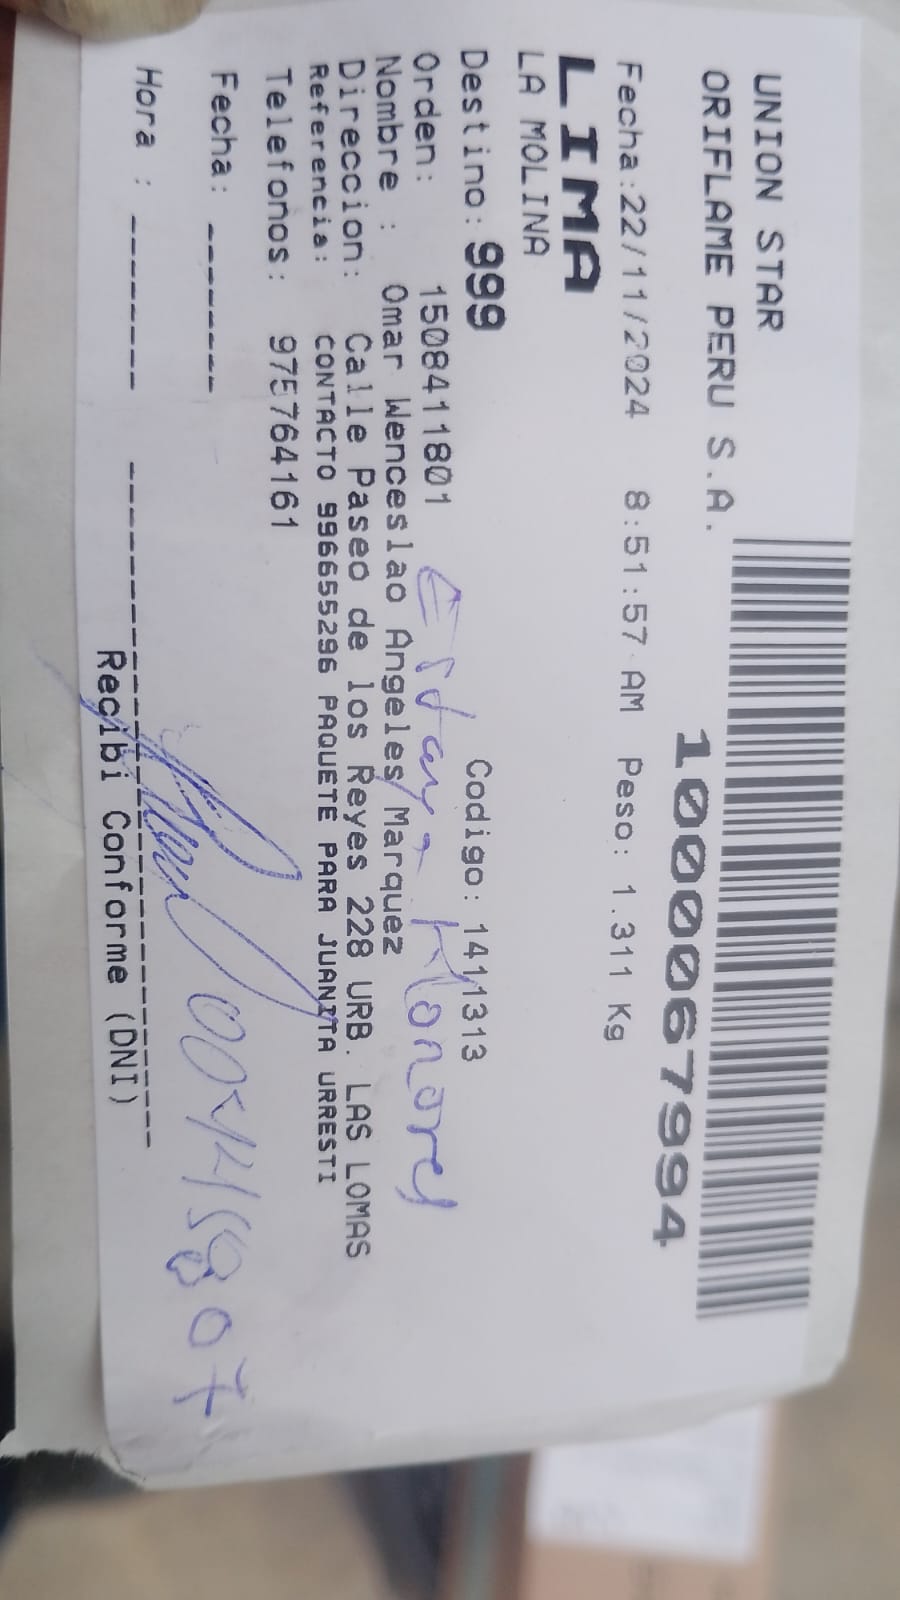 UNION STAR
ORIFLAME PERU S.A.
1000067994
Fecha:22/11/2024 8:51:57 AM Peso: 1.311 Kg
LIMA
LA MOLINA
Destino: 999 Codigo: 1411313
Orden: 1508411801
Nombre : Omar Wenceslao Angeles Marquez
Direccion: Calle Paseo de los Reyes 228 URB. LAS LOMAS
Referencia: CONTACTO 996655296 PAQUETE PARA JUANITA URRESTI
Telefonos: 975764161
Fecha: ------
Hora : ------- ----------------------------
Recibi Conforme (DNI)